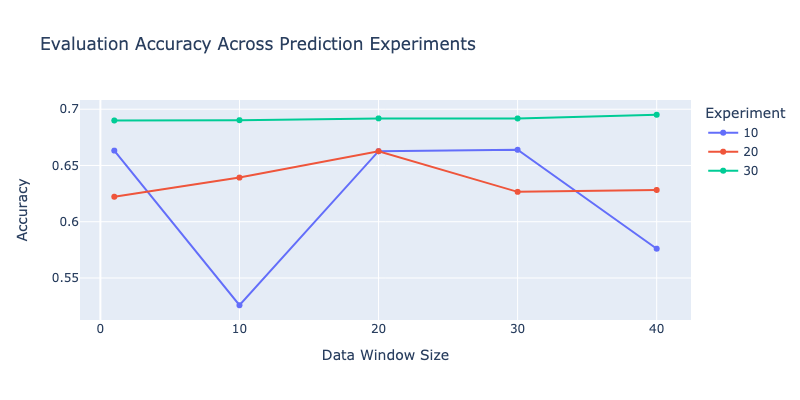 Evaluation Accuracy Across Prediction Experiments
Experiment
10
20
30
Accuracy
0.7
0.65
0.6
0.55
0 10 20 30 40
Data Window Size